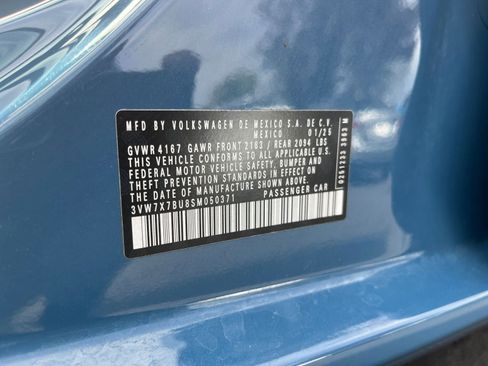 MFD BY VOLKSWAGEN DE MEXICO S.A. DE C.V.
MEXICO 01/25
GVWR 4167 GAWR FRONT 2183 / REAR 2094 LBS
THIS VEHICLE CONFORMS TO ALL APPLICABLE
FEDERAL MOTOR VEHICLE SAFETY, BUMPER, AND
THEFT PREVENTION STANDARDS IN EFFECT ON
THE DATE OF MANUFACTURE SHOWN ABOVE.
3VW7X7BU8SM050371 PASSENGER CAR
0251233 3963 M